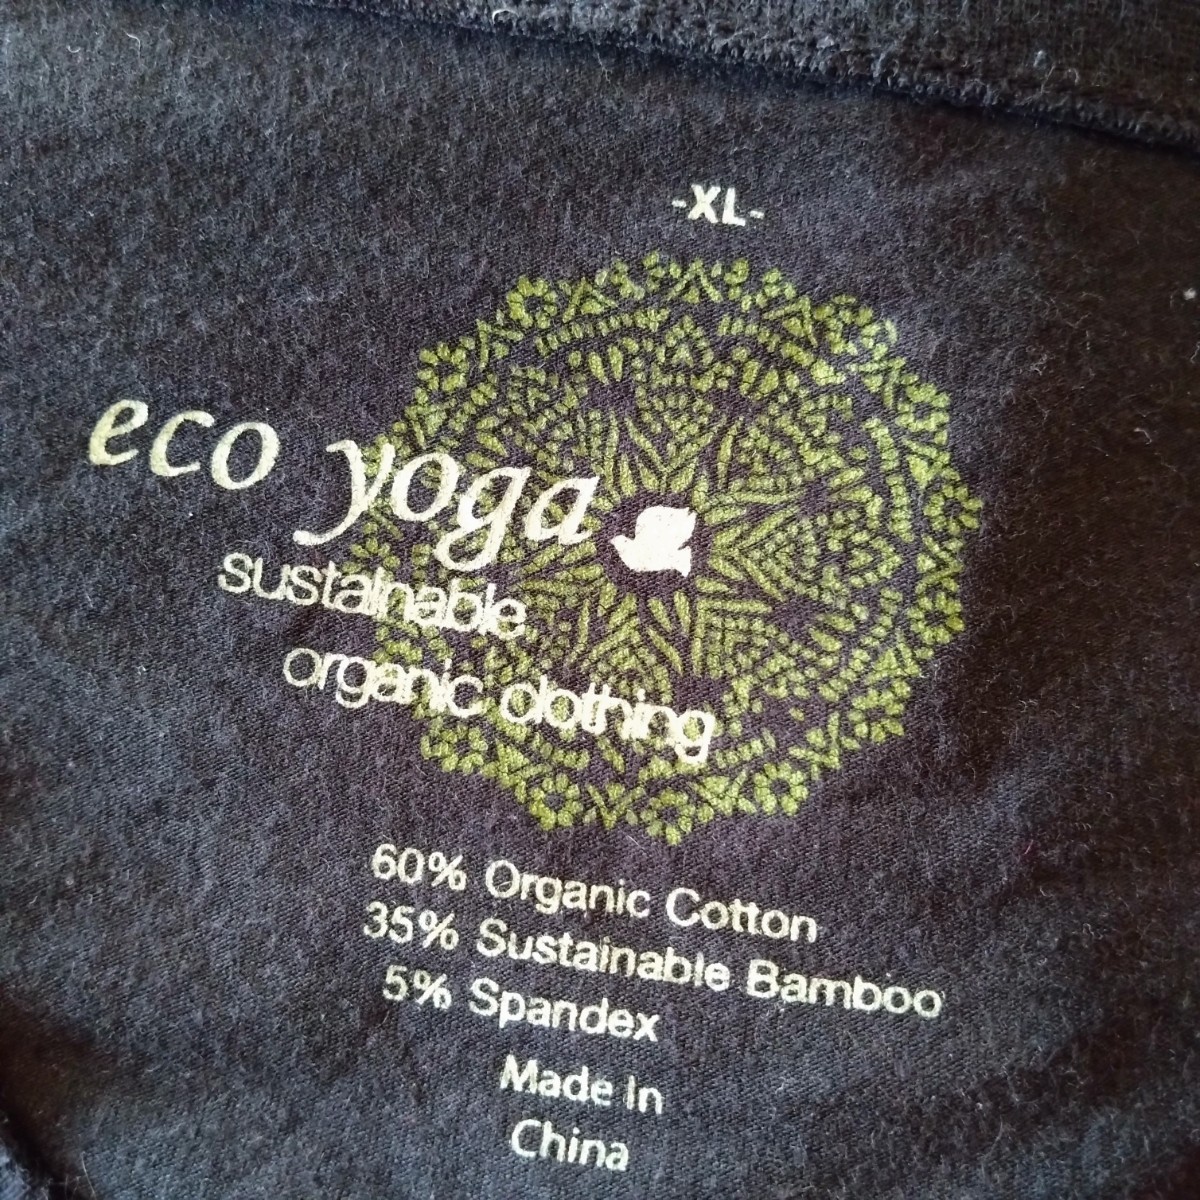 -XL-
eco yoga
sustainable
organic clothing
60% Organic Cotton
35% Sustainable Bamboo
5% Spandex
Made In
China